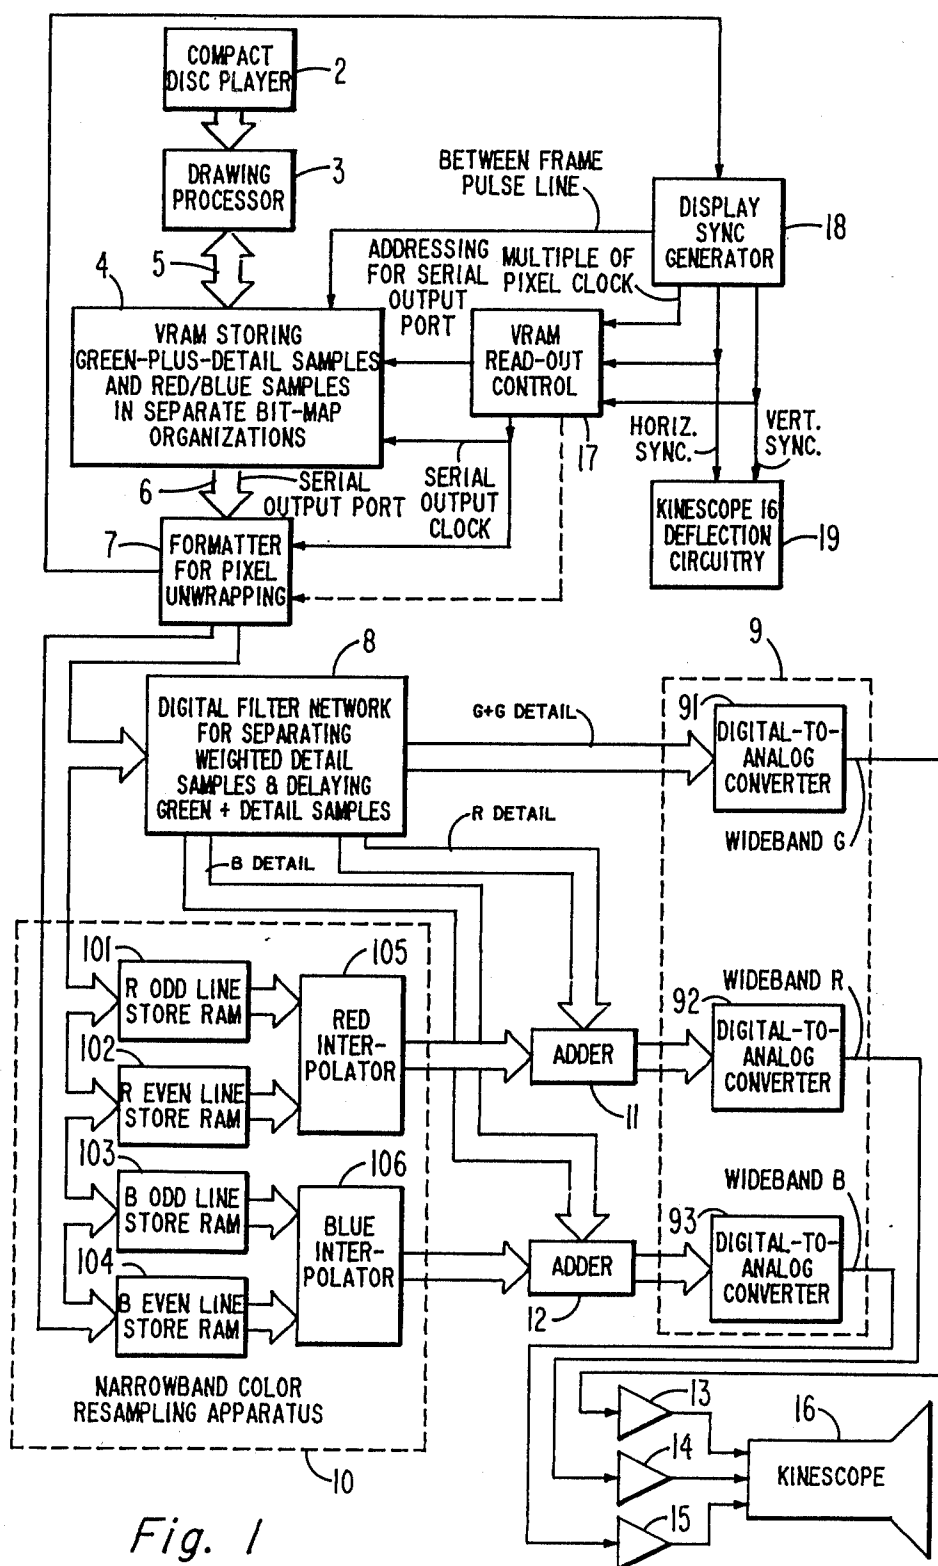 COMPACT
DISC PLAYER
2
DRAWING
PROCESSOR
3
BETWEEN FRAME
PULSE LINE
DISPLAY
SYNC
GENERATOR
18
4
5
ADDRESSING
FOR SERIAL
OUTPUT
PORT
MULTIPLE OF
PIXEL CLOCK
VRAM STORING
GREEN-PLUS-DETAIL SAMPLES
AND RED/BLUE SAMPLES
IN SEPARATE BIT-MAP
ORGANIZATIONS
VRAM
READ-OUT
CONTROL
17
HORIZ.
SYNC.
VERT.
SYNC.
6
SERIAL
OUTPUT PORT
SERIAL
OUTPUT
CLOCK
KINESCOPE 16
DEFLECTION
CIRCUITRY
19
7
FORMATTER
FOR PIXEL
UNWRAPPING
8
9
DIGITAL FILTER NETWORK
FOR SEPARATING
WEIGHTED DETAIL
SAMPLES & DELAYING
GREEN + DETAIL SAMPLES
G+G DETAIL
91
DIGITAL-TO-
ANALOG
CONVERTER
WIDEBAND G
R DETAIL
B DETAIL
101
R ODD LINE
STORE RAM
105
RED
INTER-
POLATOR
102
R EVEN LINE
STORE RAM
ADDER
11
WIDEBAND R
92
DIGITAL-TO-
ANALOG
CONVERTER
103
B ODD LINE
STORE RAM
106
BLUE
INTER-
POLATOR
104
B EVEN LINE
STORE RAM
ADDER
12
WIDEBAND B
93
DIGITAL-TO-
ANALOG
CONVERTER
NARROWBAND COLOR
RESAMPLING APPARATUS
10
13
14
15
16
KINESCOPE
Fig. 1